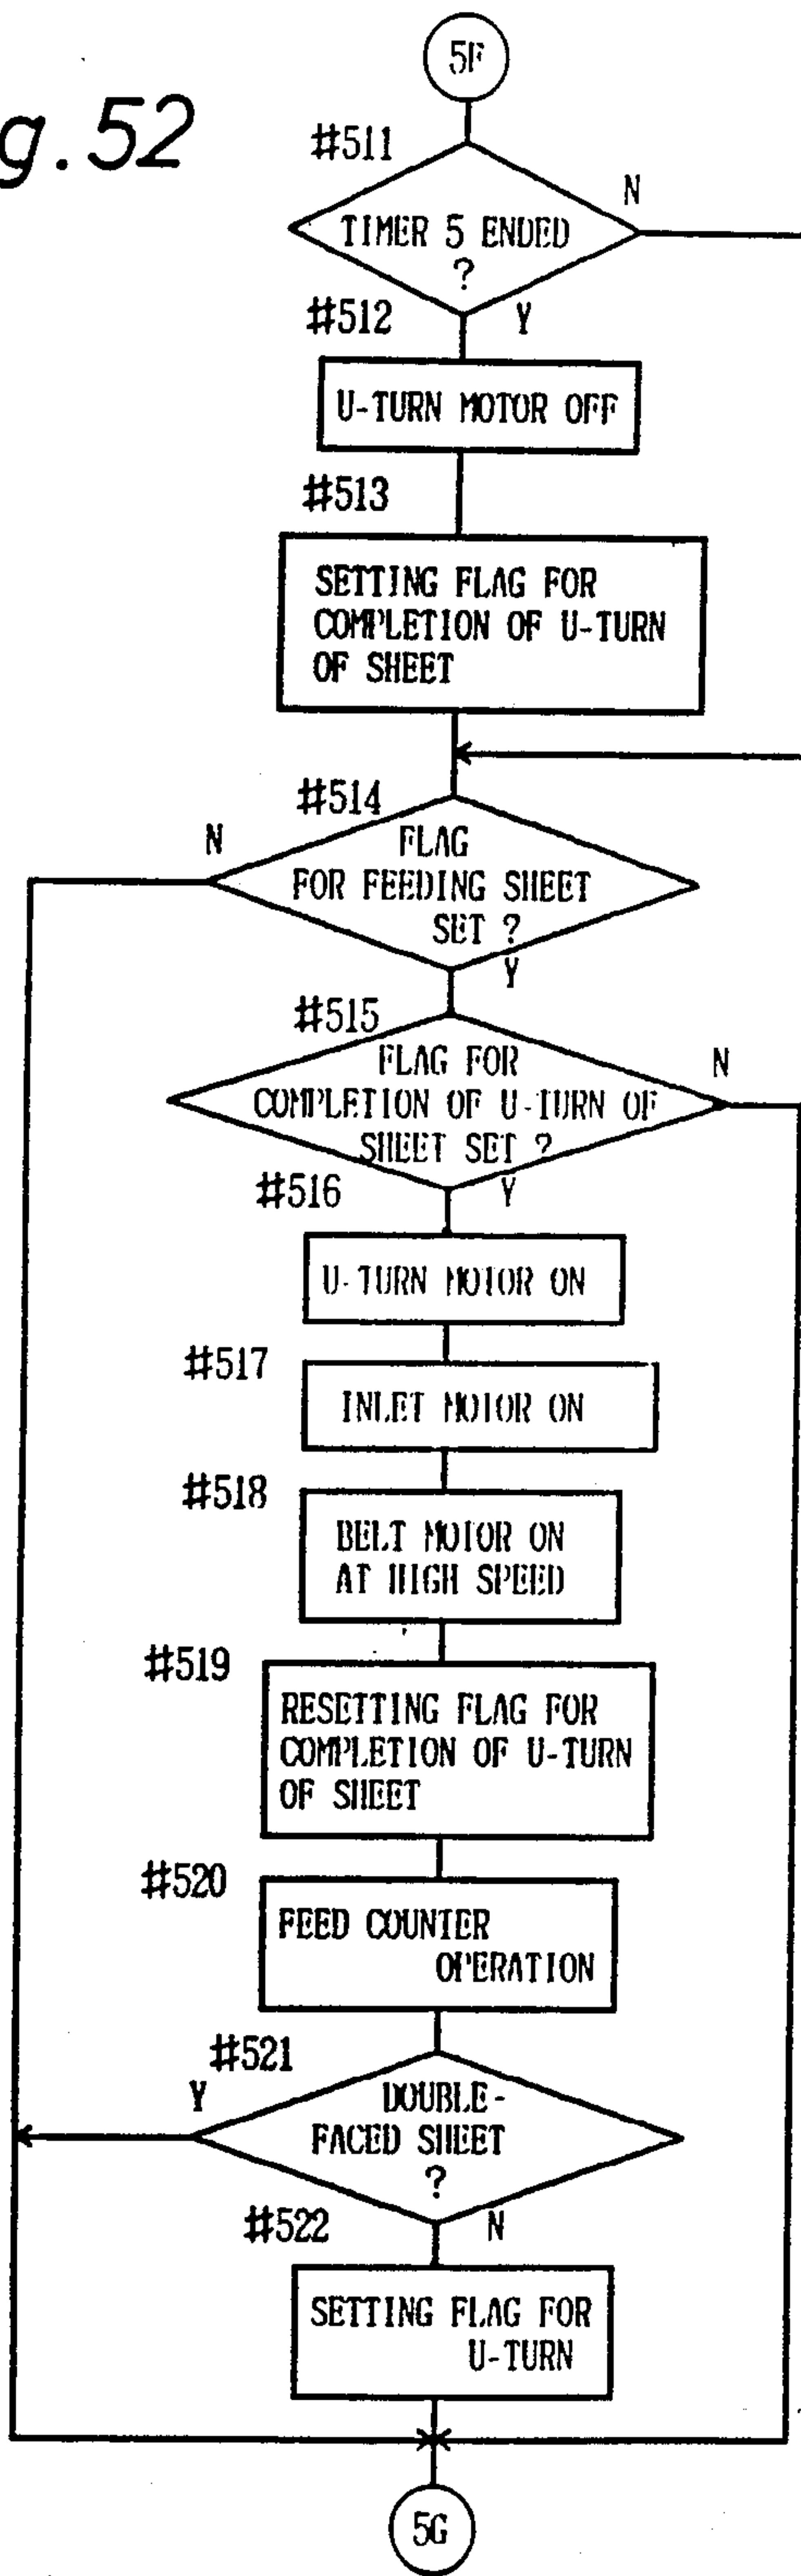 5F
g.52
#511
N
TIMER 5 ENDED
?
#512
Y
U-TURN MOTOR OFF
#513
SETTING FLAG FOR
COMPLETION OF U-TURN
OF SHEET
#514
N
FLAG
FOR FEEDING SHEET
SET ?
Y
#515
FLAG FOR
N
COMPLETION OF U-TURN OF
SHEET SET ?
#516
Y
U-TURN MOTOR ON
#517
INLET MOTOR ON
#518
BELT MOTOR ON
AT HIGH SPEED
#519
RESETTING FLAG FOR
COMPLETION OF U-TURN
OF SHEET
#520
FEED COUNTER
OPERATION
#521
Y
DOUBLE-
FACED SHEET
?
#522
N
SETTING FLAG FOR
U-TURN
5G